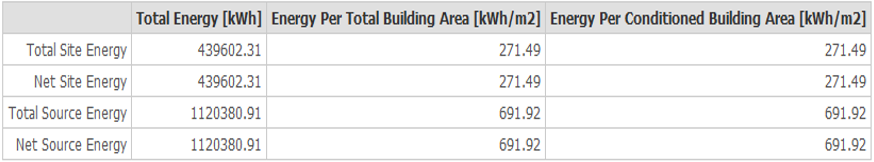 Total Energy [kWh] Energy Per Total Building Area [kWh/m2] Energy Per Conditioned Building Area [kWh/m2]
Total Site Energy 439602.31 271.49 271.49
Net Site Energy 439602.31 271.49 271.49
Total Source Energy 1120380.91 691.92 691.92
Net Source Energy 1120380.91 691.92 691.92